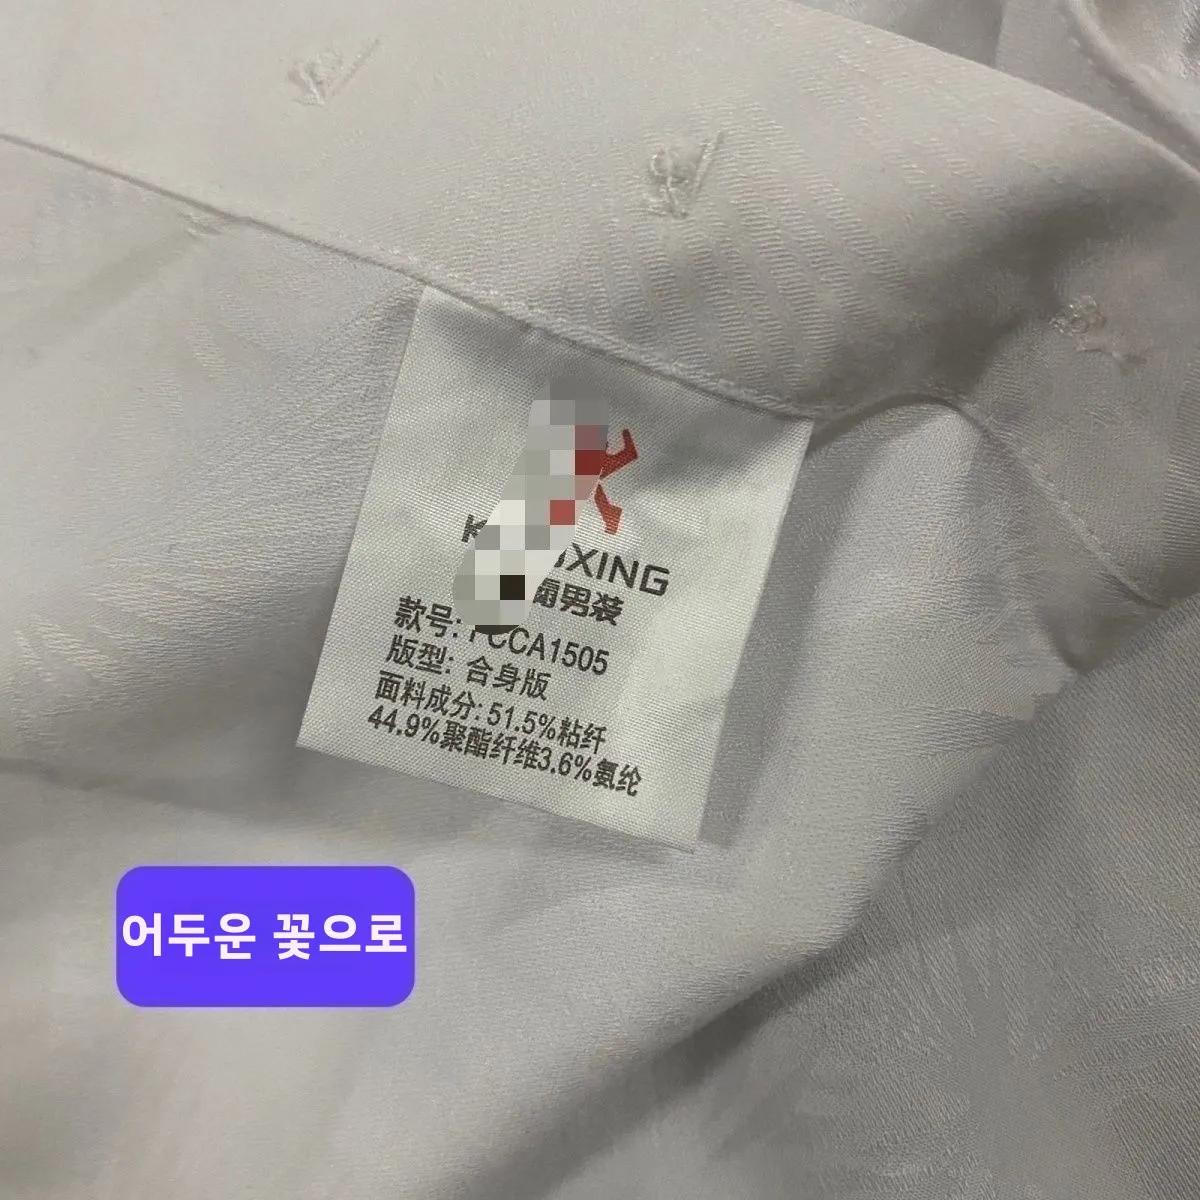 XING
男装
款号: CCA1505
版型: 合身版
面料成分: 51.5%粘纤
44.9%聚酯纤维3.6%氨纶
어두운 꽃으로